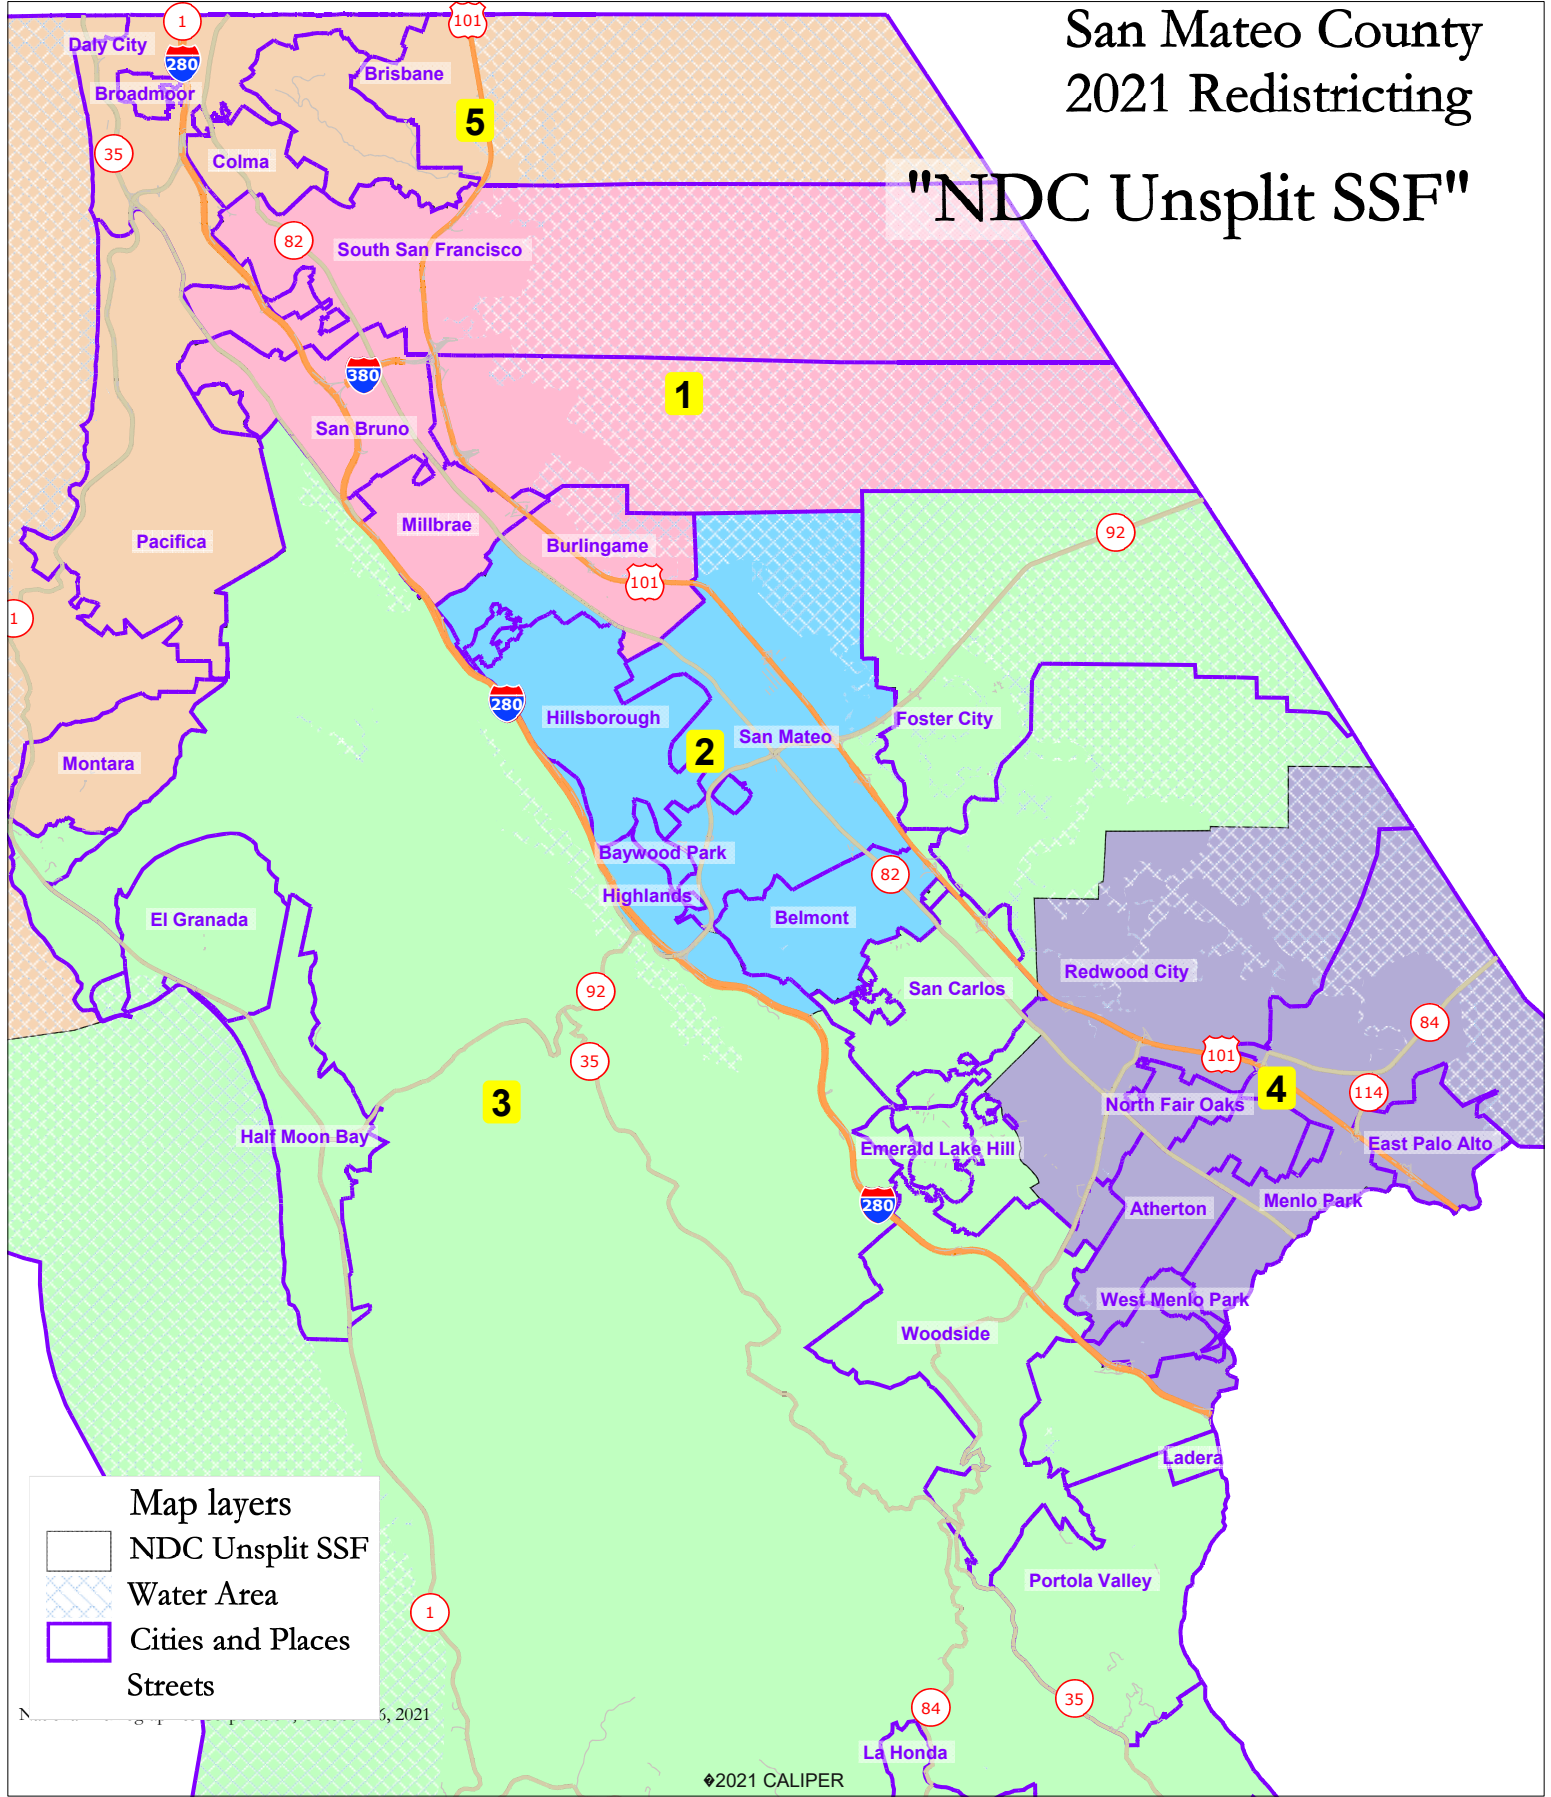 San Mateo County
2021 Redistricting
"NDC Unsplit SSF"
1
101
Daly City
280
Brisbane
Broadmoor
5
35
Colma
82
South San Francisco
380
1
San Bruno
Millbrae
92
Pacifica
Burlingame
101
1
280
Hillsborough
Foster City
2
San Mateo
Montara
Baywood Park
82
Highlands
El Granada
Belmont
Redwood City
92
San Carlos
84
35
101
3
4
114
North Fair Oaks
Half Moon Bay
East Palo Alto
Emerald Lake Hill
280
Atherton
Menlo Park
West Menlo Park
Woodside
Ladera
Map layers
NDC Unsplit SSF
Portola Valley
Water Area
1
Cities and Places
Streets
35
84
6, 2021
La Honda
�2021 CALIPER